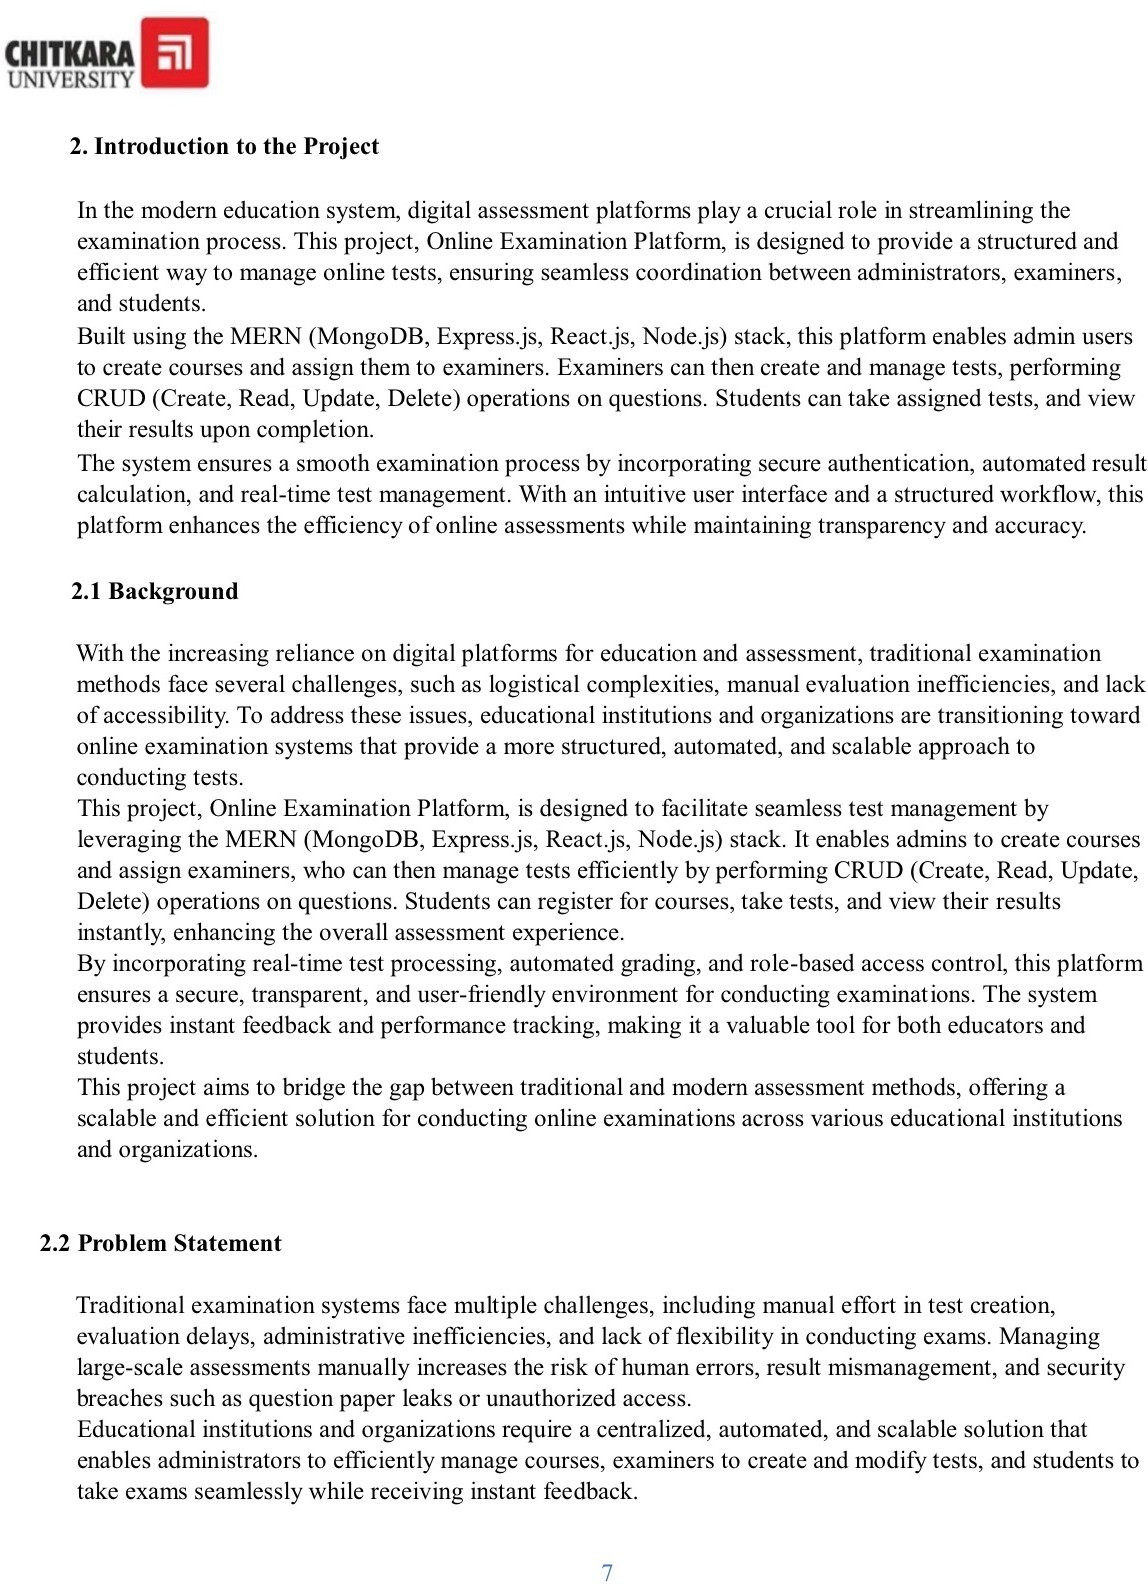 CHITKARA
UNIVERSITY
2. Introduction to the Project
In the modern education system, digital assessment platforms play a crucial role in streamlining the
examination process. This project, Online Examination Platform, is designed to provide a structured and
efficient way to manage online tests, ensuring seamless coordination between administrators, examiners,
and students.
Built using the MERN (MongoDB, Express.js, React.js, Node.js) stack, this platform enables admin users
to create courses and assign them to examiners. Examiners can then create and manage tests, performing
CRUD (Create, Read, Update, Delete) operations on questions. Students can take assigned tests, and view
their results upon completion.
The system ensures a smooth examination process by incorporating secure authentication, automated result
calculation, and real-time test management. With an intuitive user interface and a structured workflow, this
platform enhances the efficiency of online assessments while maintaining transparency and accuracy.
2.1 Background
With the increasing reliance on digital platforms for education and assessment, traditional examination
methods face several challenges, such as logistical complexities, manual evaluation inefficiencies, and lack
of accessibility. To address these issues, educational institutions and organizations are transitioning toward
online examination systems that provide a more structured, automated, and scalable approach to
conducting tests.
This project, Online Examination Platform, is designed to facilitate seamless test management by
leveraging the MERN (MongoDB, Express.js, React.js, Node.js) stack. It enables admins to create courses
and assign examiners, who can then manage tests efficiently by performing CRUD (Create, Read, Update,
Delete) operations on questions. Students can register for courses, take tests, and view their results
instantly, enhancing the overall assessment experience.
By incorporating real-time test processing, automated grading, and role-based access control, this platform
ensures a secure, transparent, and user-friendly environment for conducting examinations. The system
provides instant feedback and performance tracking, making it a valuable tool for both educators and
students.
This project aims to bridge the gap between traditional and modern assessment methods, offering a
scalable and efficient solution for conducting online examinations across various educational institutions
and organizations.
2.2 Problem Statement
Traditional examination systems face multiple challenges, including manual effort in test creation,
evaluation delays, administrative inefficiencies, and lack of flexibility in conducting exams. Managing
large-scale assessments manually increases the risk of human errors, result mismanagement, and security
breaches such as question paper leaks or unauthorized access.
Educational institutions and organizations require a centralized, automated, and scalable solution that
enables administrators to efficiently manage courses, examiners to create and modify tests, and students to
take exams seamlessly while receiving instant feedback.
7